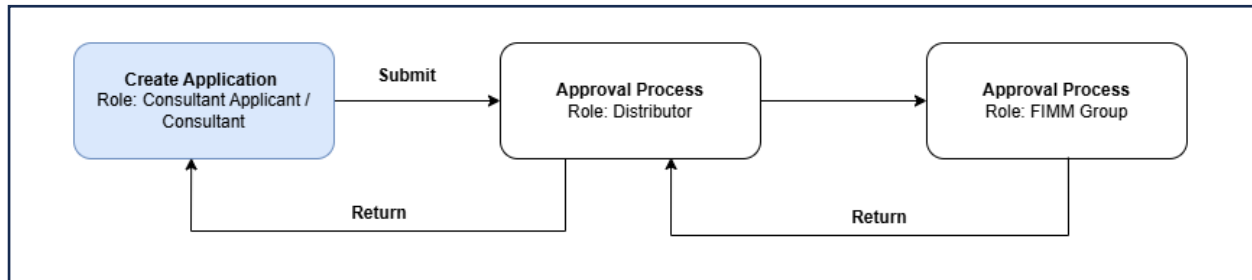 Create Application
Role: Consultant Applicant /
Consultant
Submit
Approval Process
Role: Distributor
Approval Process
Role: FIMM Group
Return
Return